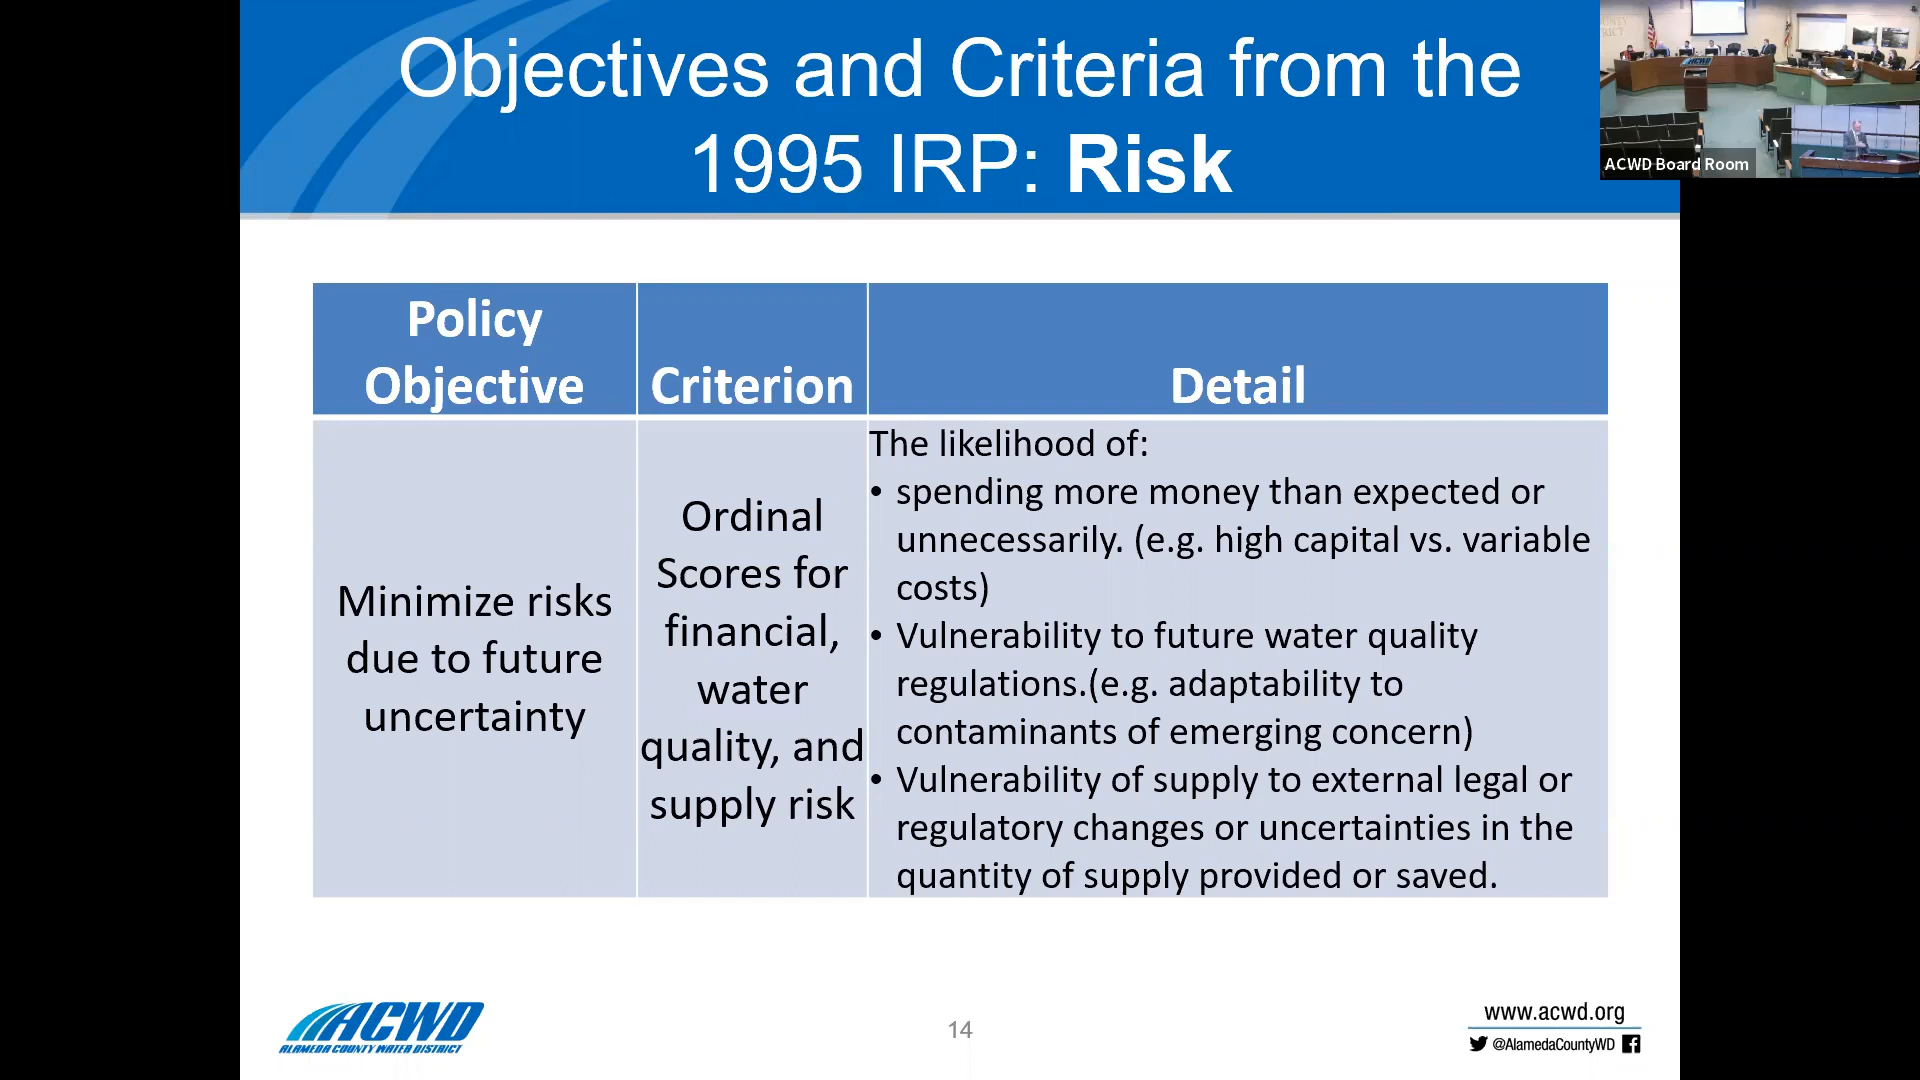 Objectives and Criteria from the
1995 IRP: Risk
ACWD Board Room
Policy
Objective
Criterion
Detail
Minimize risks
due to future
uncertainty
Ordinal
Scores for
financial,
water
quality, and
supply risk
The likelihood of:
• spending more money than expected or
unnecessarily. (e.g. high capital vs. variable
costs)
• Vulnerability to future water quality
regulations.(e.g. adaptability to
contaminants of emerging concern)
• Vulnerability of supply to external legal or
regulatory changes or uncertainties in the
quantity of supply provided or saved.
ACWD
ALAMEDA COUNTY WATER DISTRICT
14
www.acwd.org
@AlamedaCountyWD